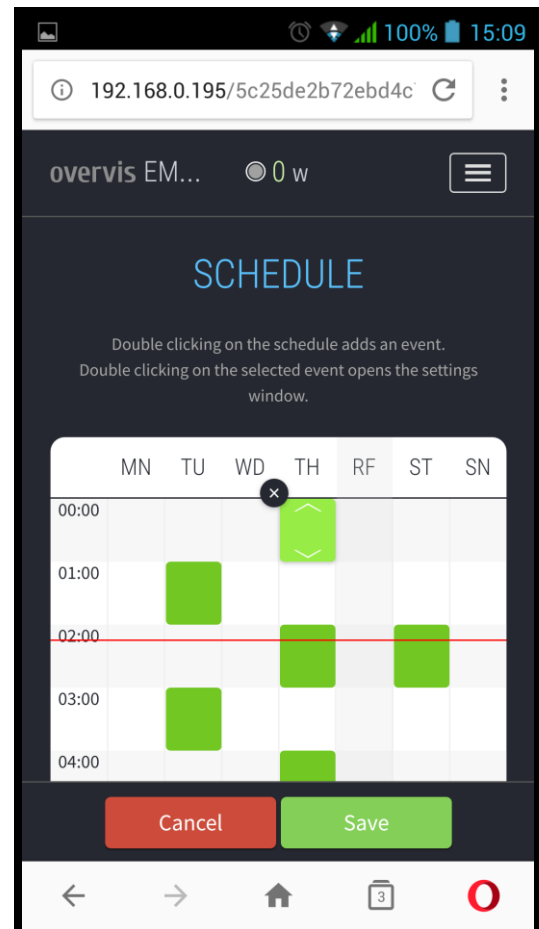 100% 15:09
192.168.0.195/5c25de2b72ebd4c
overvis EM... 0 w
SCHEDULE
Double clicking on the schedule adds an event.
Double clicking on the selected event opens the settings
window.
MN TU WD TH RF ST SN
00:00
01:00
02:00
03:00
04:00
Cancel Save
3